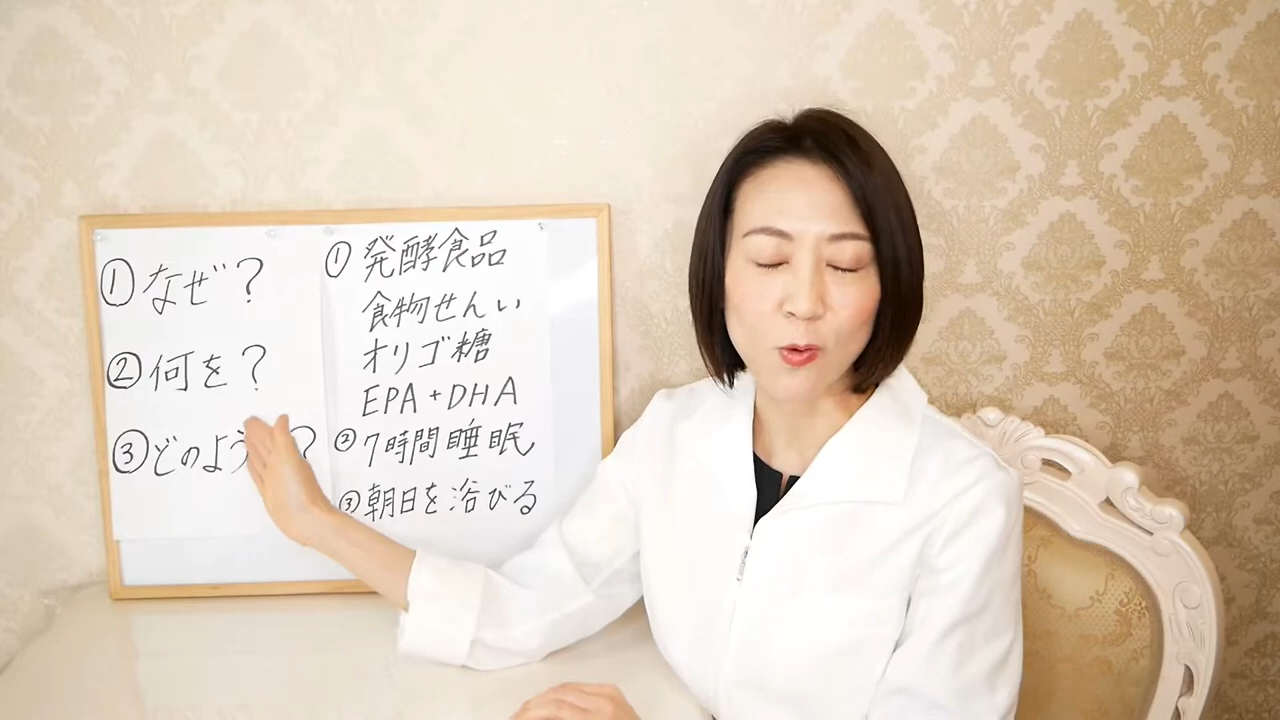 ① なぜ?
② 何を?
③ どのよう?
① 発酵食品
食物せんい
オリゴ糖
EPA+DHA
② 7時間睡眠
③ 朝日を浴びる